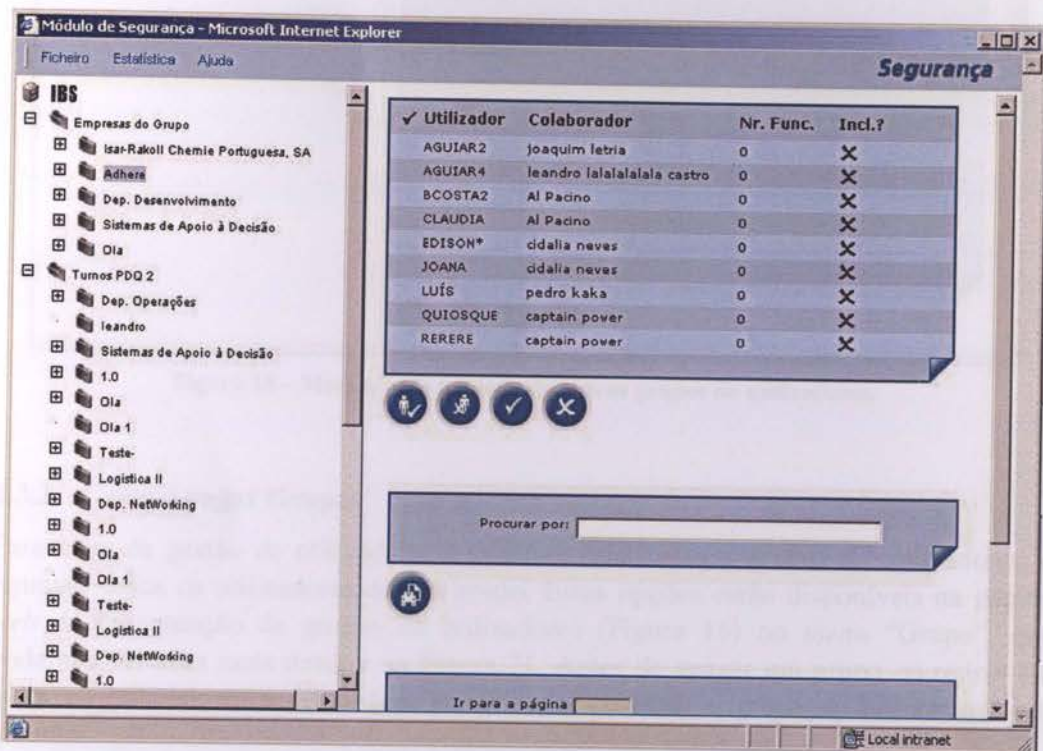 Módulo de Segurança - Microsoft Internet Explorer
Ficheiro Estatística Ajuda
Segurança
IBS
Empresas do Grupo
Isar-Rakoll Chemie Portuguesa, SA
Adhere
Dep. Desenvolvimento
Sistemas de Apoio à Decisão
Ola
Turnos PDQ 2
Dep. Operações
leandro
Sistemas de Apoio à Decisão
1.0
Ola
Ola 1
Teste-
Logística II
Dep. NetWorking
1.0
Ola
Ola 1
Teste-
Logística II
Dep. NetWorking
1.0
Utilizador Colaborador Nr. Func. Incl.?
AGUIAR2 joaquim letria 0
AGUIAR4 leandro lalalalalala castro 0
BCOSTA2 Al Pacino 0
CLAUDIA Al Pacino 0
EDISON* cidalia neves 0
JOANA cidalia neves 0
LUÍS pedro kaka 0
QUIOSQUE captain power 0
RERERE captain power 0
Procurar por:
Ir para a página
Local intranet